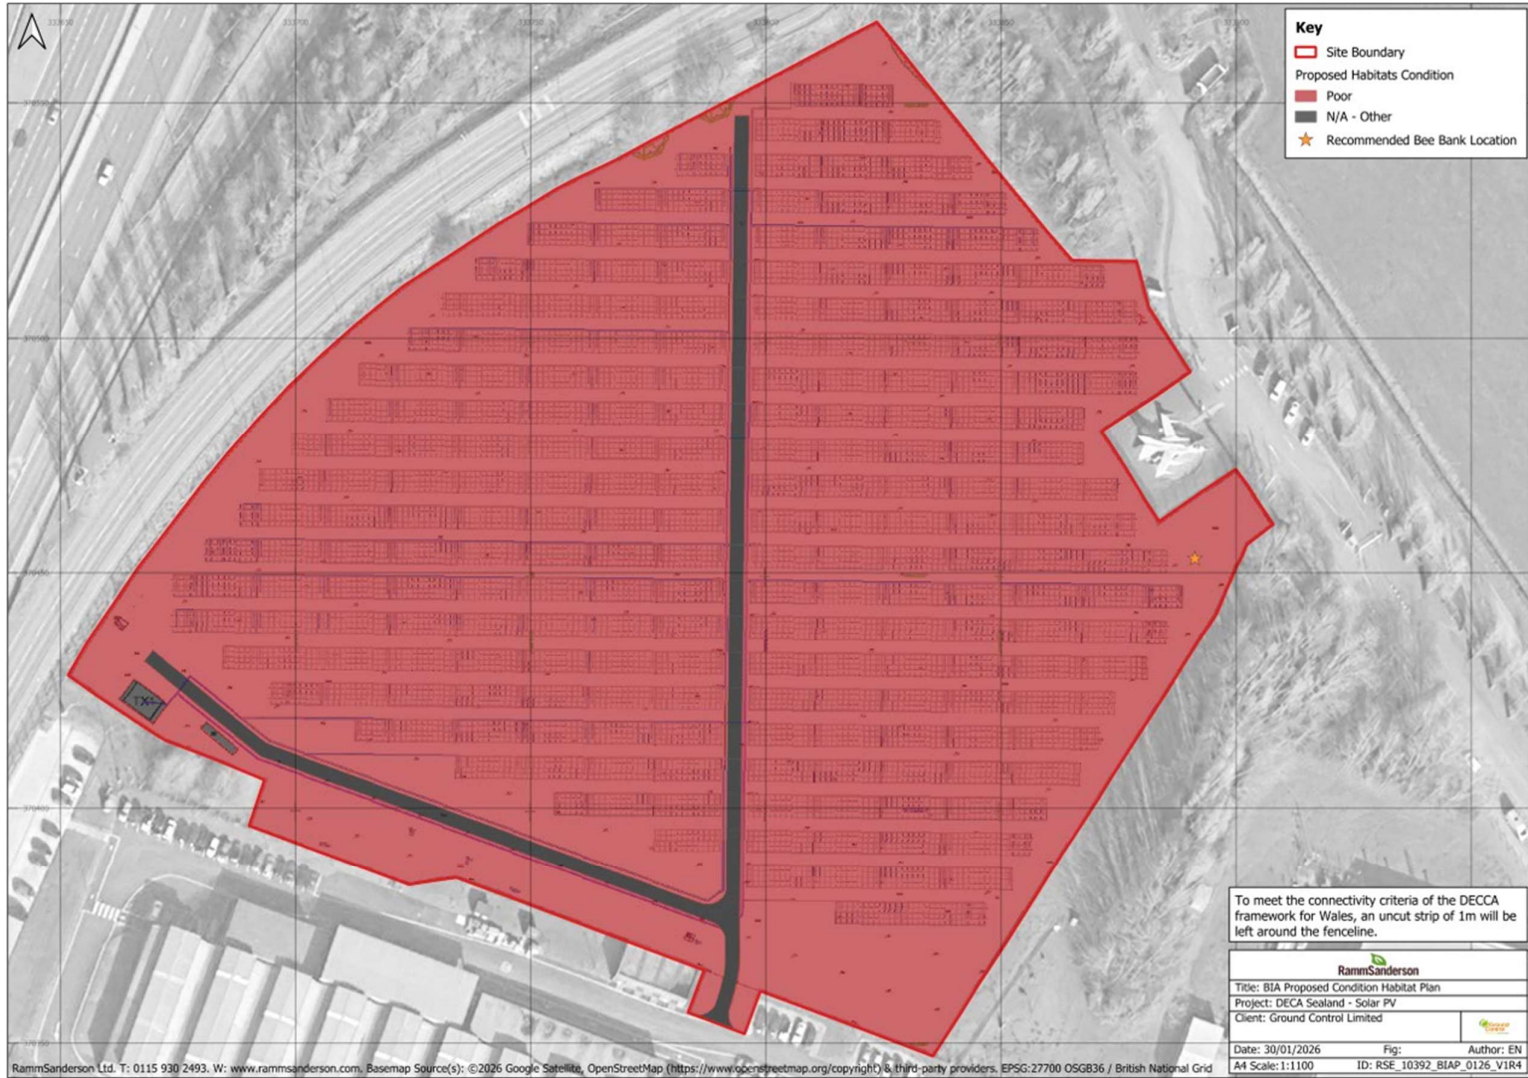 Key
Site Boundary
Proposed Habitats Condition
Poor
N/A - Other
Recommended Bee Bank Location
To meet the connectivity criteria of the DECCA
framework for Wales, an uncut strip of 1m will be
left around the fenceline.
RammSanderson
Title: BIA Proposed Condition Habitat Plan
Project: DECA Sealand - Solar PV
Client: Ground Control Limited
Ground
Control
Date: 30/01/2026 Fig: Author: EN
A4 Scale: 1:1100 ID: RSE_10392_BIAP_0126_V1R4
RammSanderson Ltd. T: 0115 930 2493. W: www.rammsanderson.com. Basemap Source(s): ©2026 Google Satellite, OpenStreetMap (https://www.openstreetmap.org/copyright) & third-party providers. EPSG:27700 OSGB36 / British National Grid